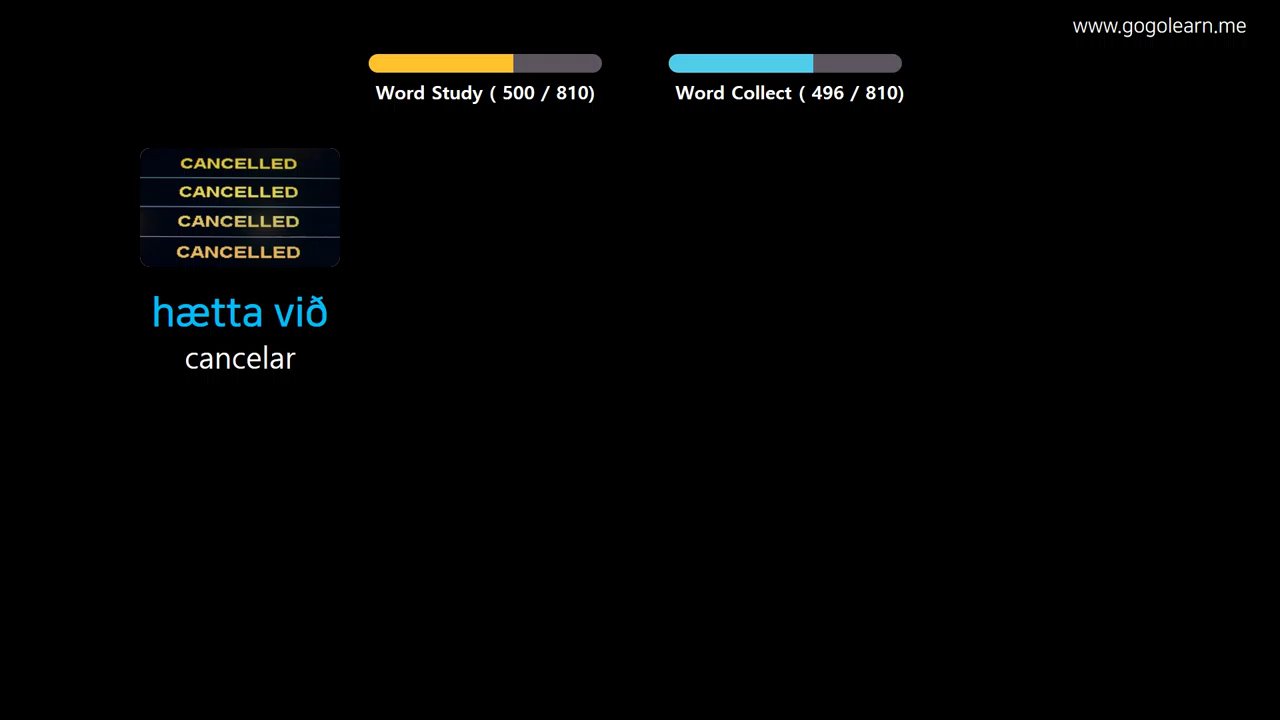 www.gogolearn.me
Word Study ( 500 / 810)
Word Collect ( 496 / 810)
CANCELLED
CANCELLED
CANCELLED
CANCELLED
hætta við
cancelar